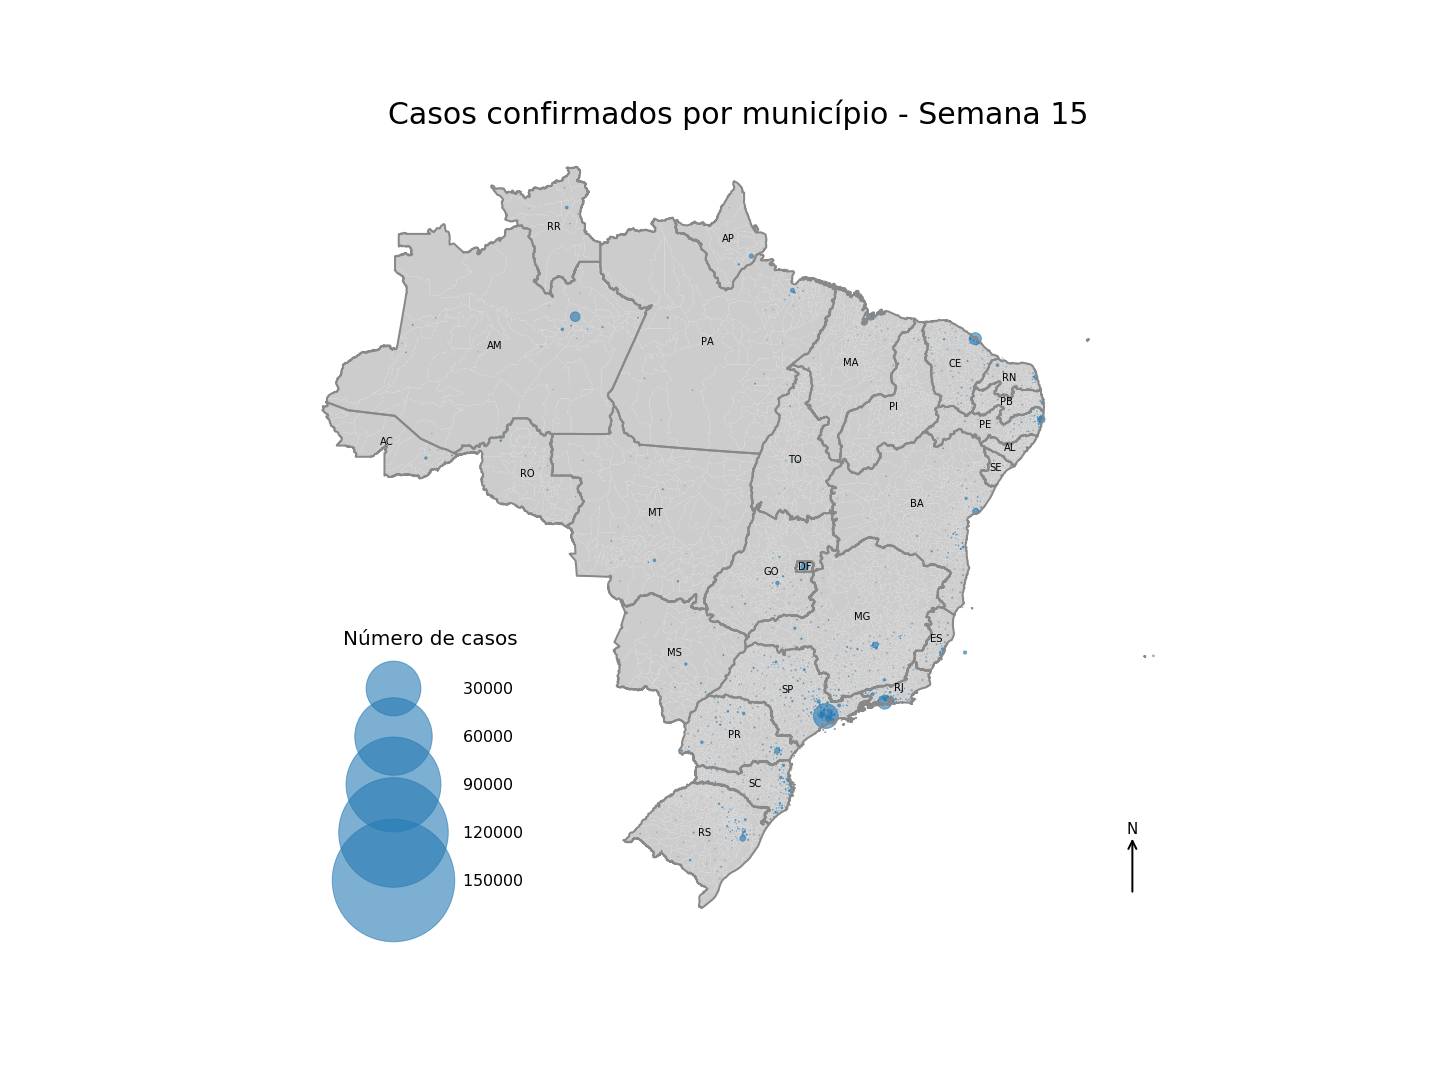 Casos confirmados por município - Semana 15
RR
AP
AM
PA
MA
CE
RN
PB
PI
PE
AC
AL
TO
SE
RO
BA
MT
DF
GO
MG
ES
Número de casos
MS
SP
RJ
30000
PR
60000
SC
90000
N
RS
120000
150000